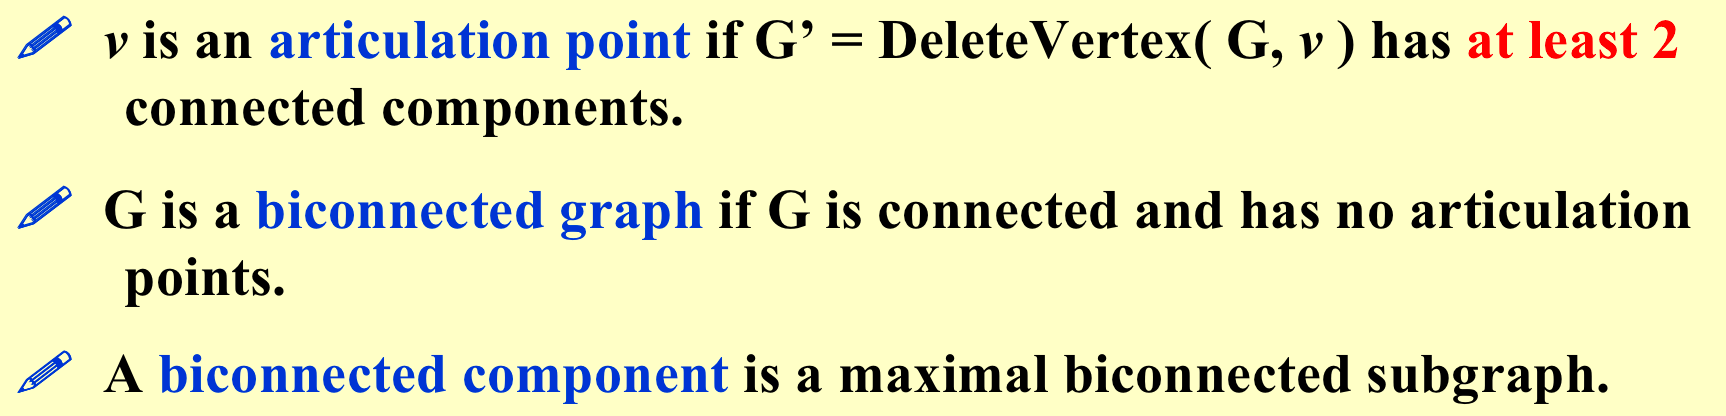 v is an articulation point if G’ = DeleteVertex( G, v ) has at least 2
connected components.
G is a biconnected graph if G is connected and has no articulation
points.
A biconnected component is a maximal biconnected subgraph.